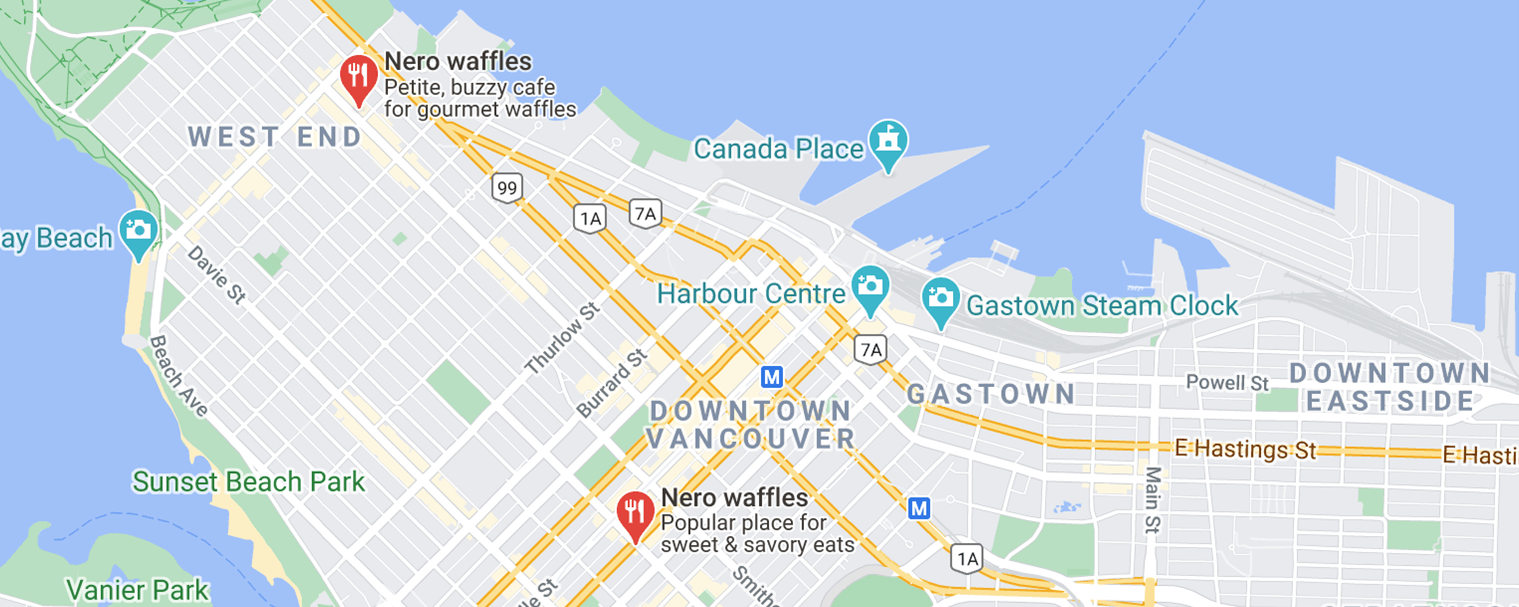 Nero waffles
Petite, buzzy cafe
for gourmet waffles
WEST END
Canada Place
99
1A
7A
ay Beach
Davie St
Harbour Centre
Gastown Steam Clock
Thurlow St
7A
Beach Ave
Burrard St
M
Powell St
DOWNTOWN
EASTSIDE
GASTOWN
DOWNTOWN
VANCOUVER
E Hastings St
E Hasti
Sunset Beach Park
Main St
Nero waffles
Popular place for
sweet & savory eats
M
1A
Smithe
Vanier Park
le St